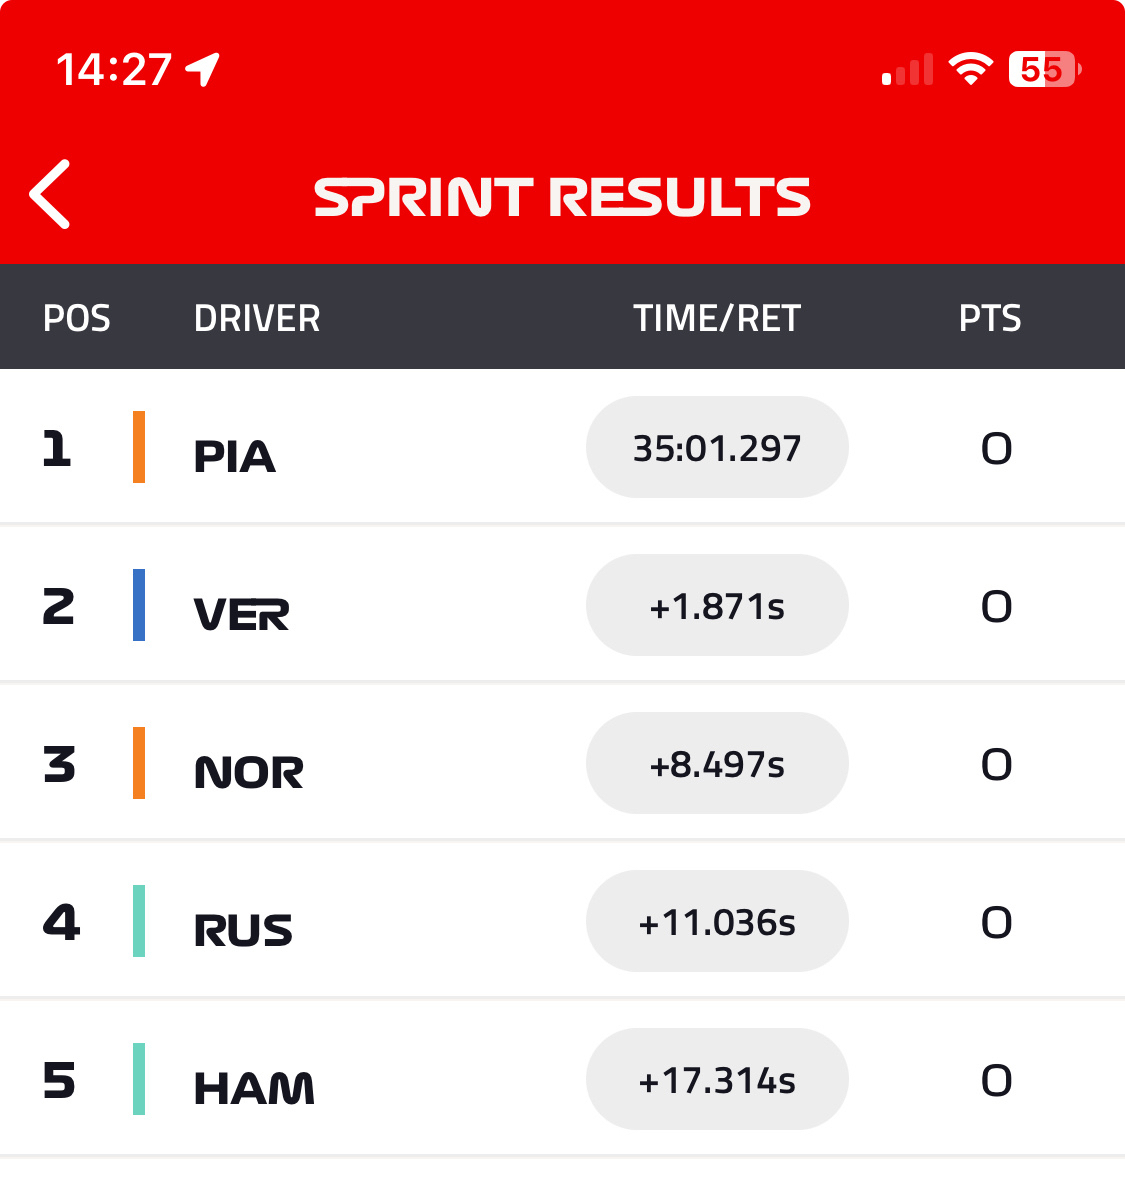 14:27 55
SPRINT RESULTS
POS DRIVER TIME/RET PTS
1 PIA 35:01.297 0
2 VER +1.871s 0
3 NOR +8.497s 0
4 RUS +11.036s 0
5 HAM +17.314s 0